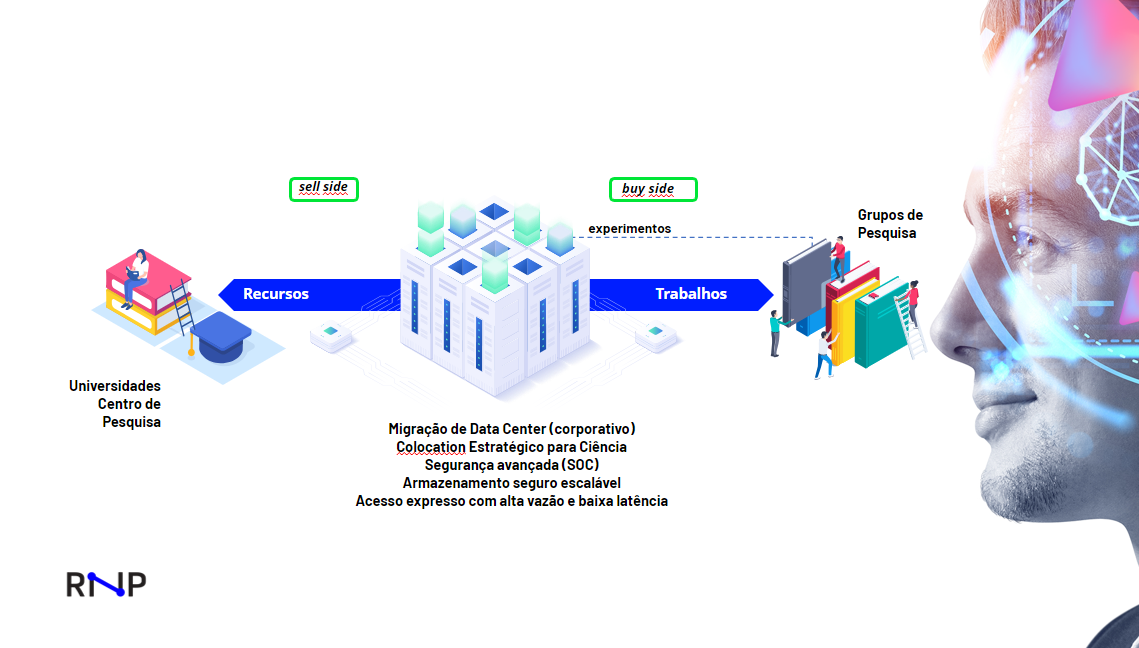 sell side
buy side
experimentos
Grupos de
Pesquisa
Recursos
Trabalhos
Universidades
Centro de
Pesquisa
Migração de Data Center (corporativo)
Colocation Estratégico para Ciência
Segurança avançada (SOC)
Armazenamento seguro escalável
Acesso expresso com alta vazão e baixa latência
RNP